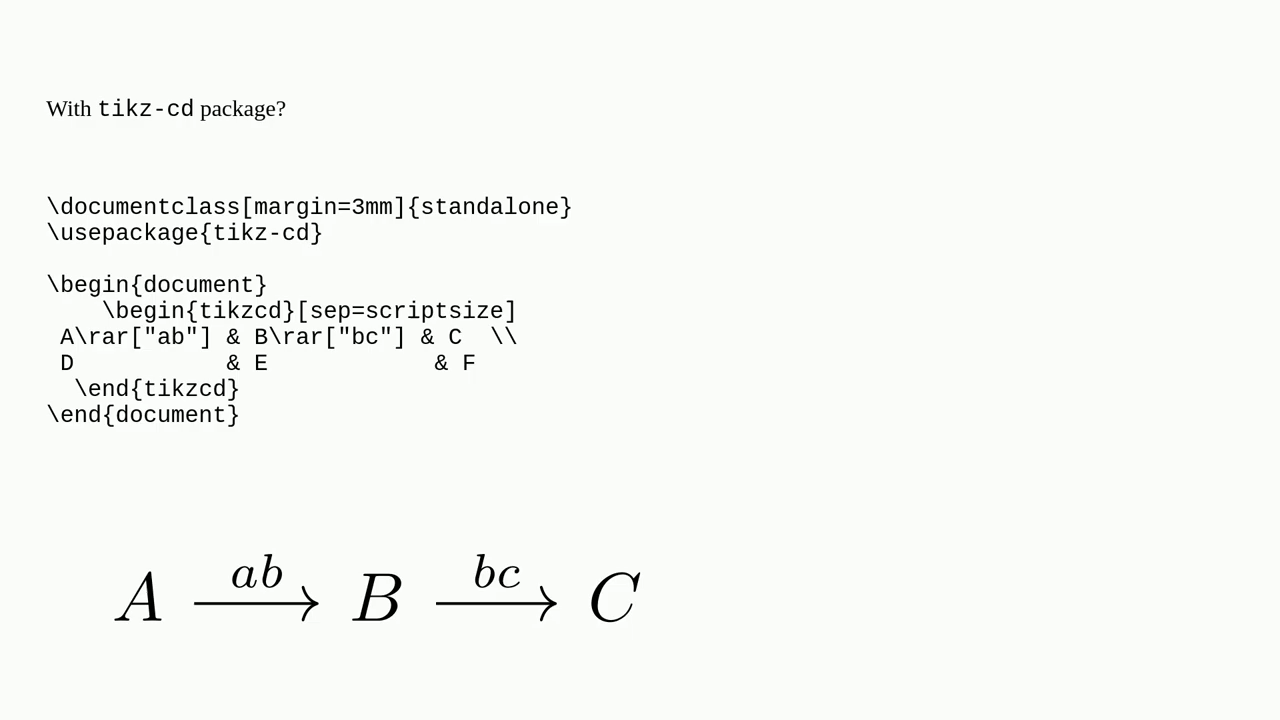 With tikz-cd package?
\documentclass[margin=3mm]{standalone}
\usepackage{tikz-cd}
\begin{document}
    \begin{tikzcd}[sep=scriptsize]
 A\rar["ab"] & B\rar["bc"] & C  \\
 D           & E            & F
  \end{tikzcd}
\end{document}
ab bc
A B C